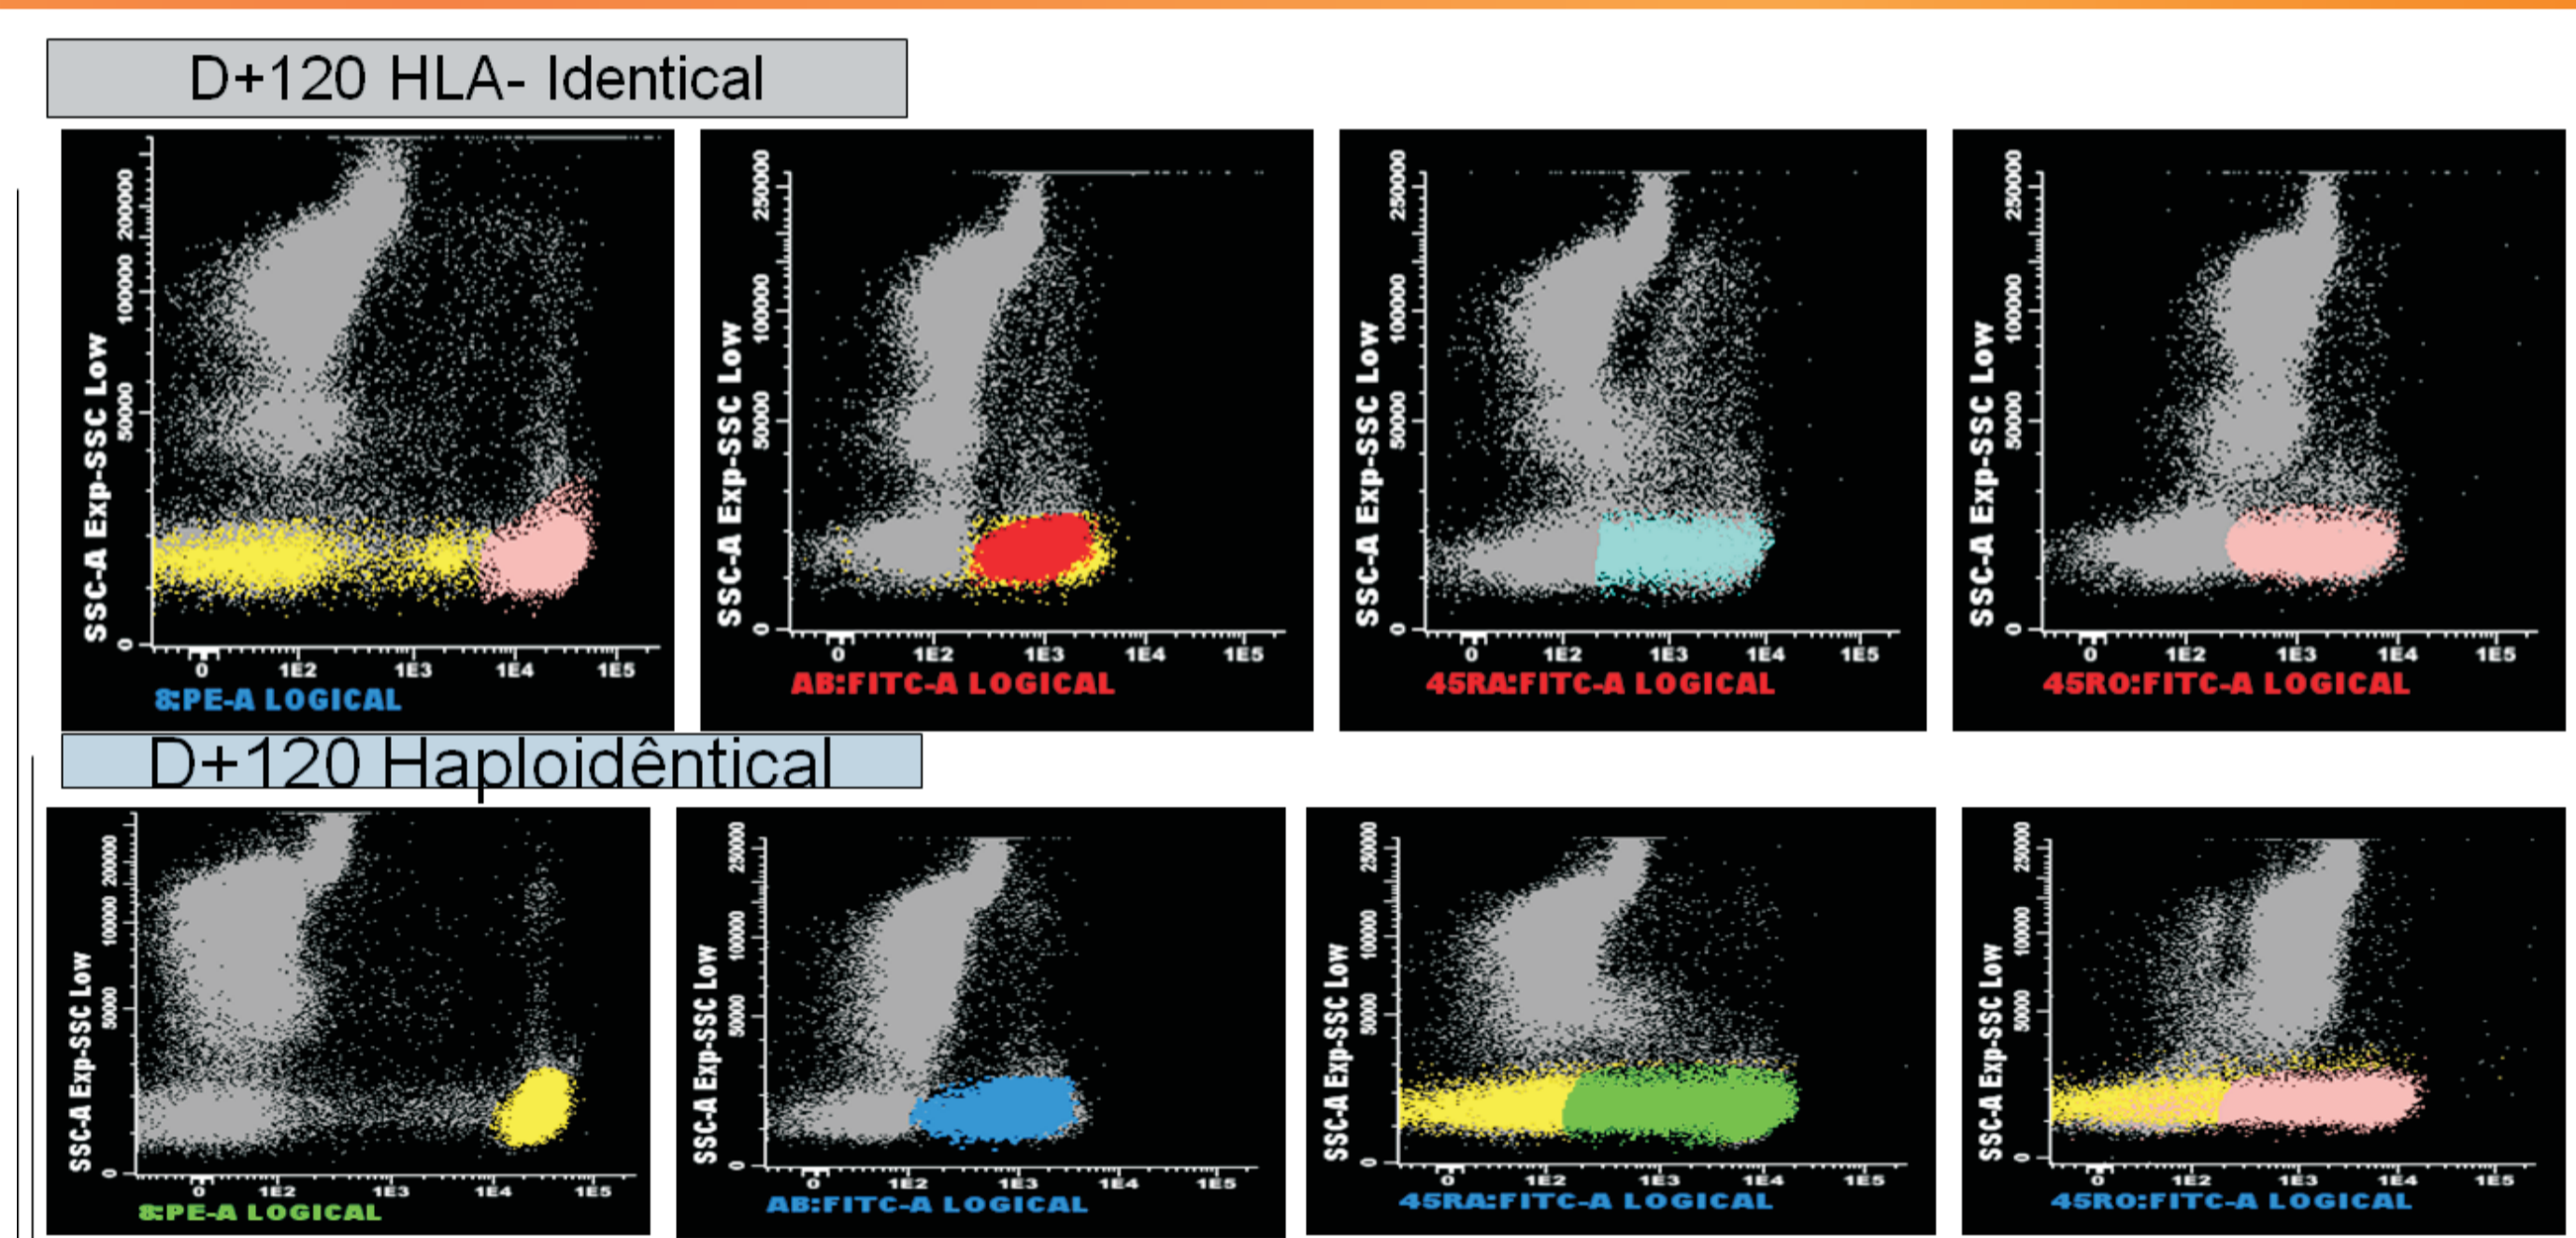 D+120 HLA- Identical
SSC-A Exp-SSC Low
0 50000 100000 200000
0 1E2 1E3 1E4 1E5
8:PE-A LOGICAL
SSC-A Exp-SSC Low
0 50000 100000 250000
0 1E2 1E3 1E4 1E5
AB:FITC-A LOGICAL
SSC-A Exp-SSC Low
0 50000 100000 250000
0 1E2 1E3 1E4 1E5
45RA:FITC-A LOGICAL
SSC-A Exp-SSC Low
0 50000 100000 250000
0 1E2 1E3 1E4 1E5
45RO:FITC-A LOGICAL
D+120 Haploidêntical
SSC-A Exp-SSC Low
0 50000 100000 200000
0 1E2 1E3 1E4 1E5
8:PE-A LOGICAL
SSC-A Exp-SSC Low
0 50000 100000 250000
0 1E2 1E3 1E4 1E5
AB:FITC-A LOGICAL
SSC-A Exp-SSC Low
0 50000 100000 250000
0 1E2 1E3 1E4 1E5
45RA:FITC-A LOGICAL
SSC-A Exp-SSC Low
0 50000 100000 250000
0 1E2 1E3 1E4 1E5
45RO:FITC-A LOGICAL